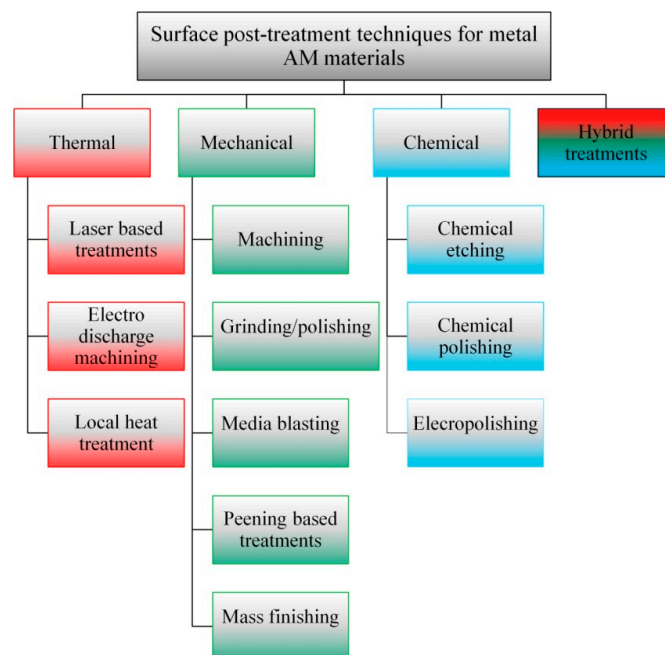 Surface post-treatment techniques for metal
AM materials
Thermal
Mechanical
Chemical
Hybrid
treatments
Laser based
treatments
Electro
discharge
machining
Local heat
treatment
Machining
Grinding/polishing
Media blasting
Peening based
treatments
Mass finishing
Chemical
etching
Chemical
polishing
Elecropolishing